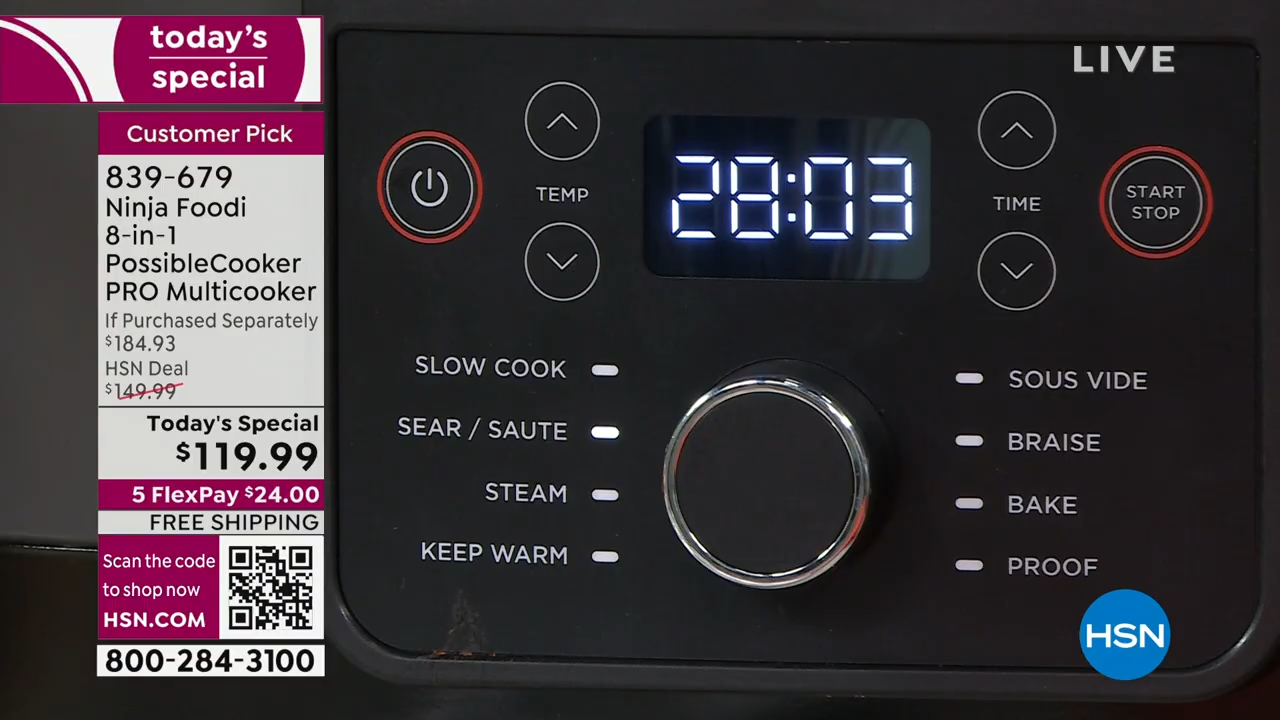 today's
special
Customer Pick
839-679
Ninja Foodi
8-in-1
PossibleCooker
PRO Multicooker
If Purchased Separately
$184.93
HSN Deal
$149.99
Today's Special
$119.99
5 FlexPay $24.00
FREE SHIPPING
Scan the code
to shop now
HSN.COM
800-284-3100
LIVE
TEMP
28:03
TIME
START
STOP
SLOW COOK
SEAR / SAUTE
STEAM
KEEP WARM
SOUS VIDE
BRAISE
BAKE
PROOF
HSN